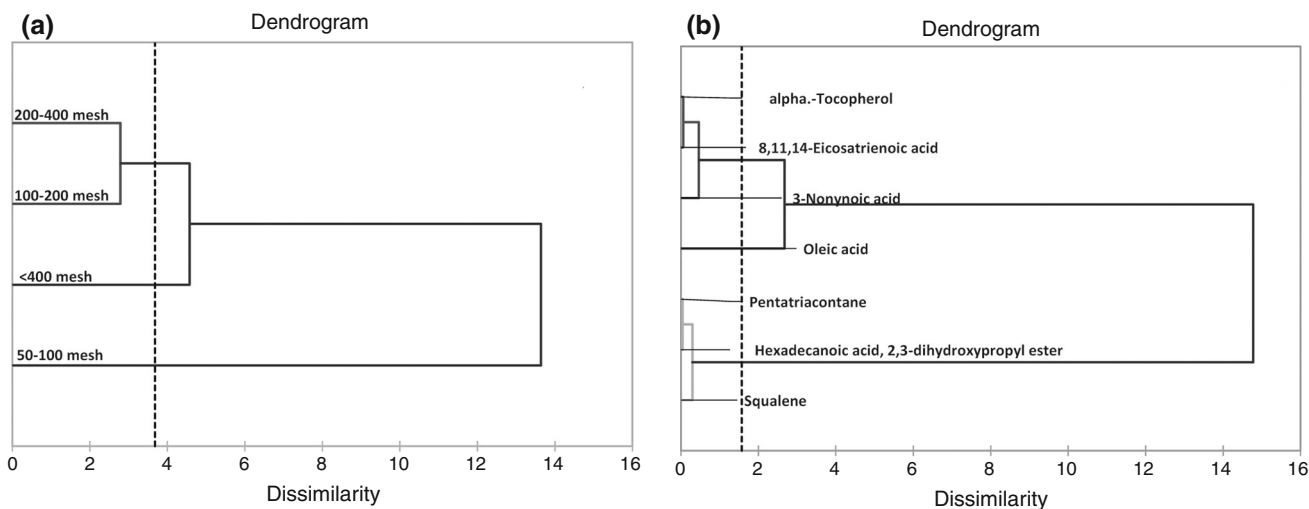 (a)
Dendrogram
200-400 mesh
100-200 mesh
<400 mesh
50-100 mesh
0 2 4 6 8 10 12 14 16
Dissimilarity
(b)
Dendrogram
alpha.-Tocopherol
8,11,14-Eicosatrienoic acid
3-Nonynoic acid
Oleic acid
Pentatriacontane
Hexadecanoic acid, 2,3-dihydroxypropyl ester
Squalene
0 2 4 6 8 10 12 14 16
Dissimilarity